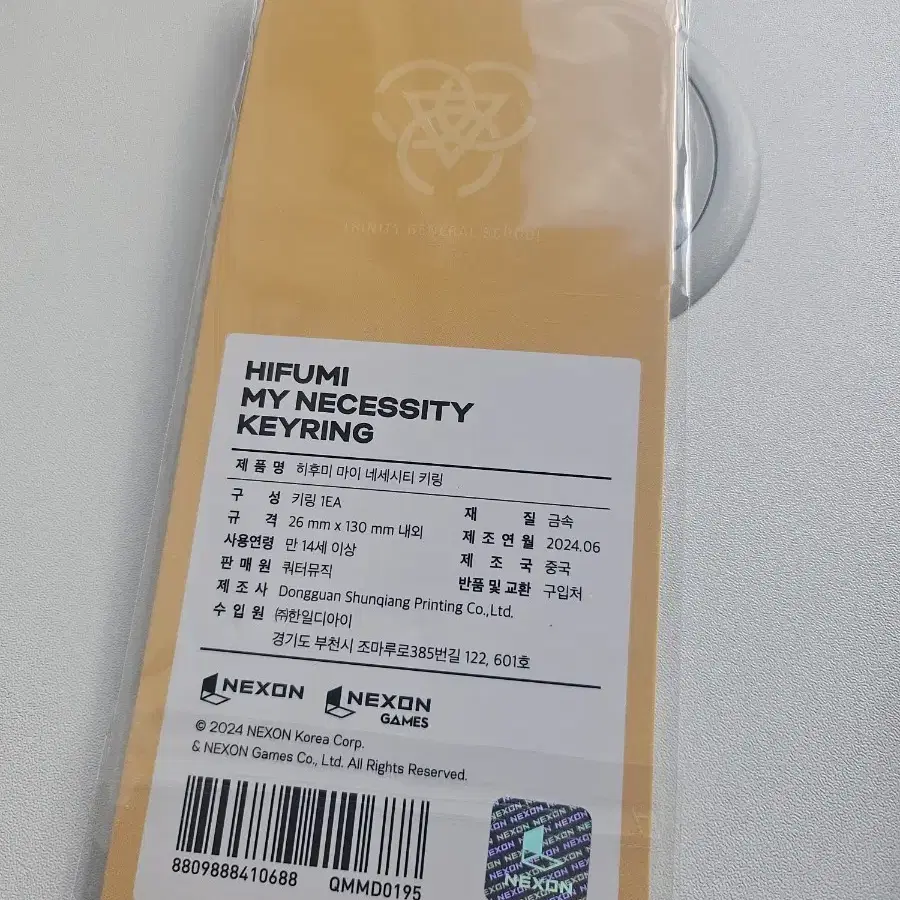 TRINITY GENERAL SCHOOL
HIFUMI
MY NECESSITY
KEYRING
제 품 명 히후미 마이 네세시티 키링
구 성 키링 1EA
재 질 금속
규 격 26 mm x 130 mm 내외
제 조 연 월 2024.06
사용연령 만 14세 이상
제 조 국 중국
판 매 원 쿼터뮤직
반품 및 교환 구입처
제 조 사 Dongguan Shunqiang Printing Co.,Ltd.
수 입 원 ㈜한일디아이
경기도 부천시 조마루로385번길 122, 601호
NEXON
NEXON GAMES
© 2024 NEXON Korea Corp.
& NEXON Games Co., Ltd. All Rights Reserved.
8809888410688 QMMD0195
NEXON